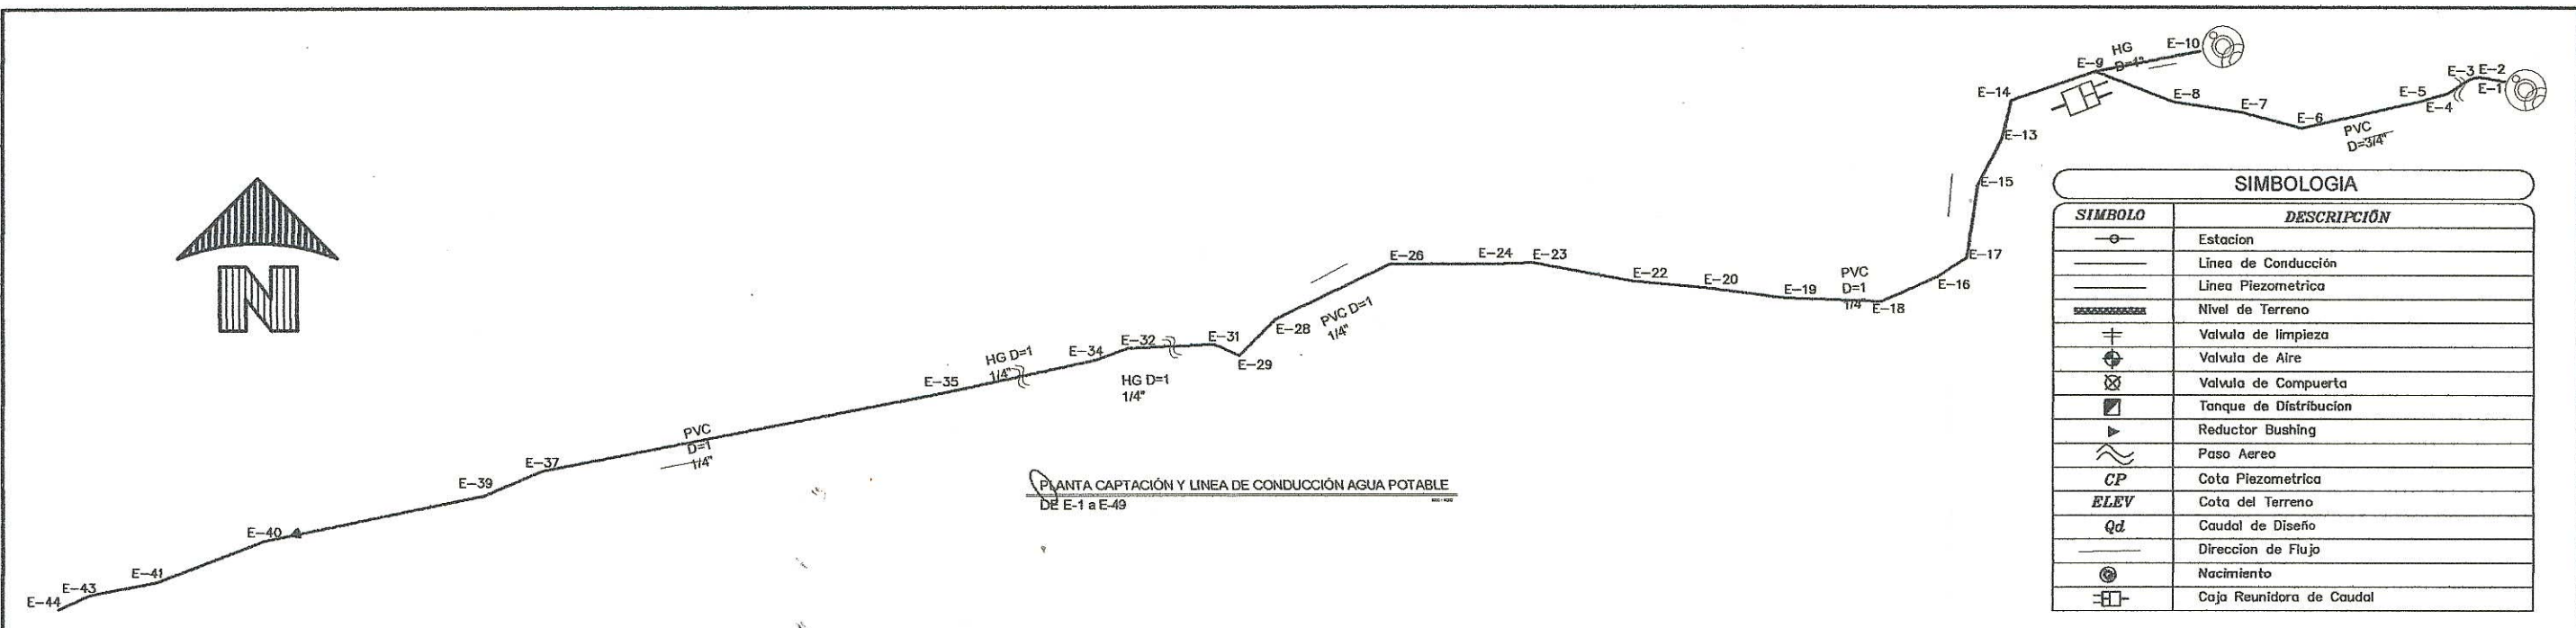 HG
D=1"
E-10
E-9
E-3
E-2
E-1
E-14
E-8
E-7
E-5
E-4
E-6
E-13
PVC
D=3/4"
E-15
E-17
E-26
E-24
E-23
E-22
E-20
E-19
PVC
D=1
1/4"
E-18
E-16
E-28
PVC D=1
1/4"
E-31
E-29
E-32
E-34
HG D=1
1/4"
HG D=1
1/4"
E-35
PVC
D=1
1/4"
E-37
E-39
E-40
E-41
E-43
E-44
N
PLANTA CAPTACIÓN Y LINEA DE CONDUCCIÓN AGUA POTABLE
DE E-1 a E-49
SIMBOLOGIA
SIMBOLO DESCRIPCIÓN
Estacion
Linea de Conducción
Linea Piezometrica
Nivel de Terreno
Valvula de limpieza
Valvula de Aire
Valvula de Compuerta
Tanque de Distribucion
Reductor Bushing
Paso Aereo
CP Cota Piezometrica
ELEV Cota del Terreno
Qd Caudal de Diseño
Direccion de Flujo
Nacimiento
Caja Reunidora de Caudal